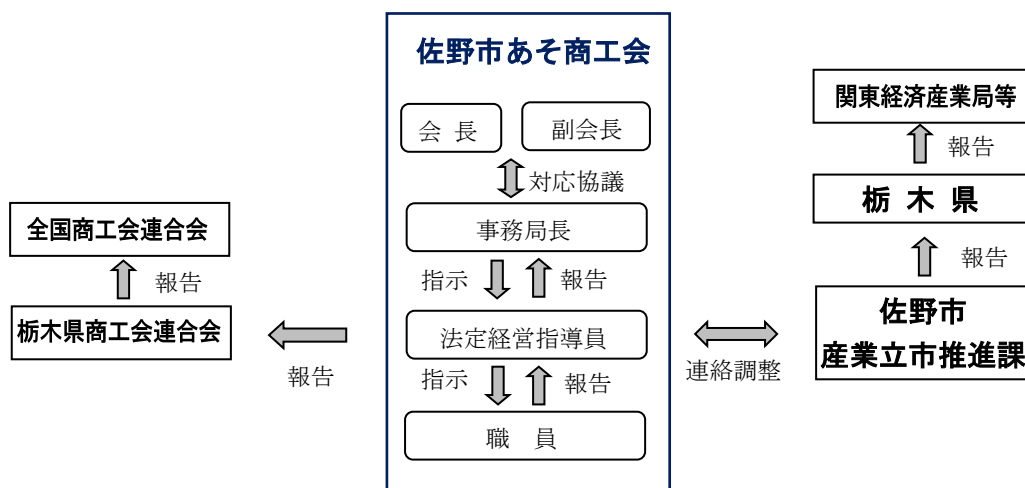 佐野市あそ商工会
会 長
副会長
対応協議
事務局長
指示
報告
法定経営指導員
指示
報告
職 員
全国商工会連合会
報告
栃木県商工会連合会
報告
連絡調整
関東経済産業局等
報告
栃 木 県
報告
佐野市
産業立市推進課